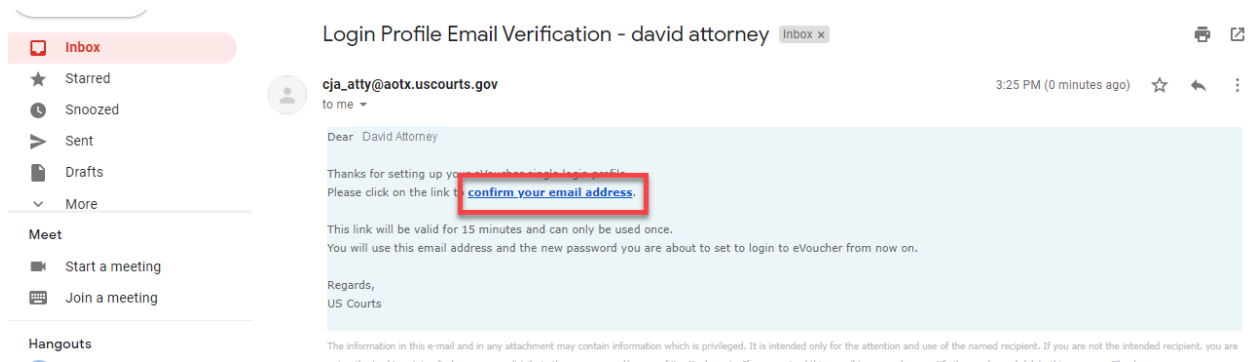 Inbox
Starred
Snoozed
Sent
Drafts
More
Meet
Start a meeting
Join a meeting
Hangouts
Login Profile Email Verification - david attorney Inbox x
cja_atty@aotx.uscourts.gov 3:25 PM (0 minutes ago)
to me
Dear David Attorney
Thanks for setting up your eVoucher single login profile
Please click on the link to confirm your email address.
This link will be valid for 15 minutes and can only be used once.
You will use this email address and the new password you are about to set to login to eVoucher from now on.
Regards,
US Courts
The information in this e-mail and in any attachment may contain information which is privileged. It is intended only for the attention and use of the named recipient. If you are not the intended recipient, you are